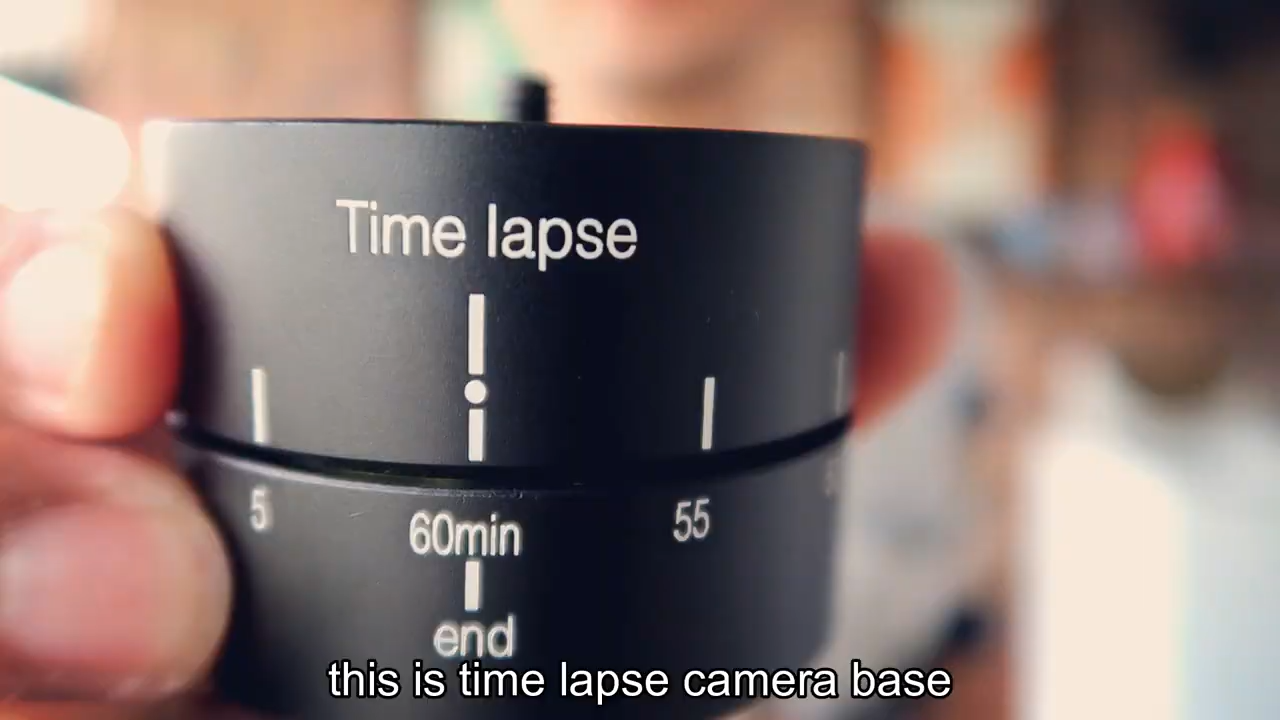 Time lapse
5 60min 55
end
this is time lapse camera base